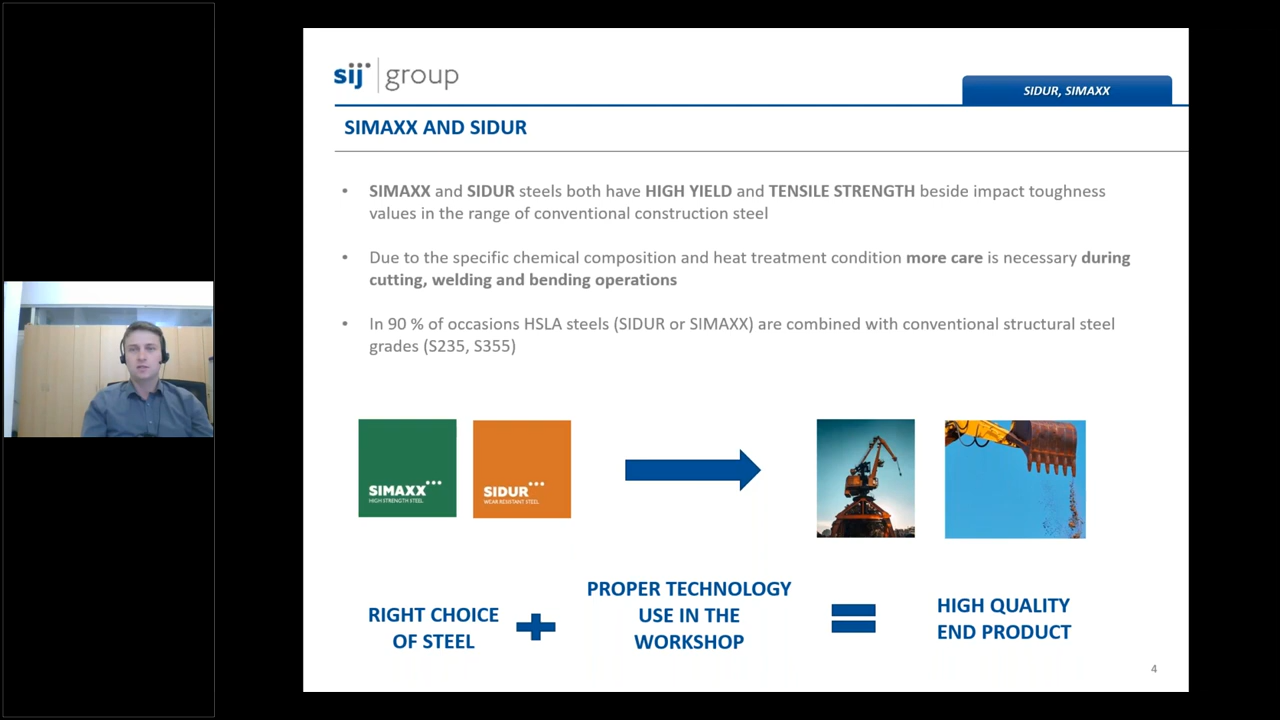 sij group
SIDUR, SIMAXX
SIMAXX AND SIDUR
• SIMAXX and SIDUR steels both have HIGH YIELD and TENSILE STRENGTH beside impact toughness
values in the range of conventional construction steel
• Due to the specific chemical composition and heat treatment condition more care is necessary during
cutting, welding and bending operations
• In 90 % of occasions HSLA steels (SIDUR or SIMAXX) are combined with conventional structural steel
grades (S235, S355)
SIMAXX
HIGH STRENGTH STEEL
SIDUR
WEAR RESISTANT STEEL
RIGHT CHOICE
OF STEEL
PROPER TECHNOLOGY
USE IN THE
WORKSHOP
HIGH QUALITY
END PRODUCT
4